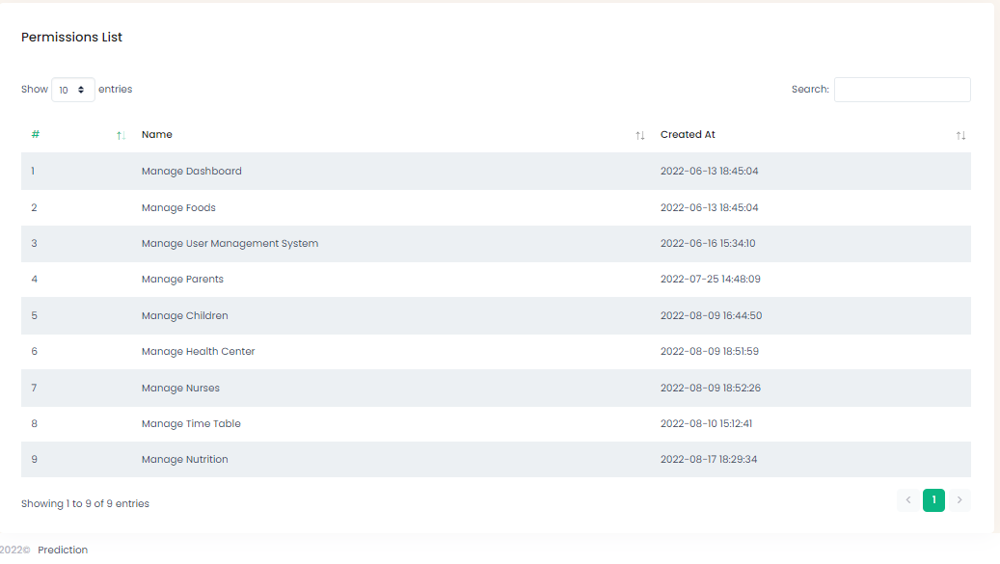 Permissions List
Show 10 entries Search:
# Name Created At
1 Manage Dashboard 2022-06-13 18:45:04
2 Manage Foods 2022-06-13 18:45:04
3 Manage User Management System 2022-06-16 15:34:10
4 Manage Parents 2022-07-25 14:48:09
5 Manage Children 2022-08-09 16:44:50
6 Manage Health Center 2022-08-09 18:51:59
7 Manage Nurses 2022-08-09 18:52:26
8 Manage Time Table 2022-08-10 15:12:41
9 Manage Nutrition 2022-08-17 18:29:34
Showing 1 to 9 of 9 entries < 1 >
2022© Prediction